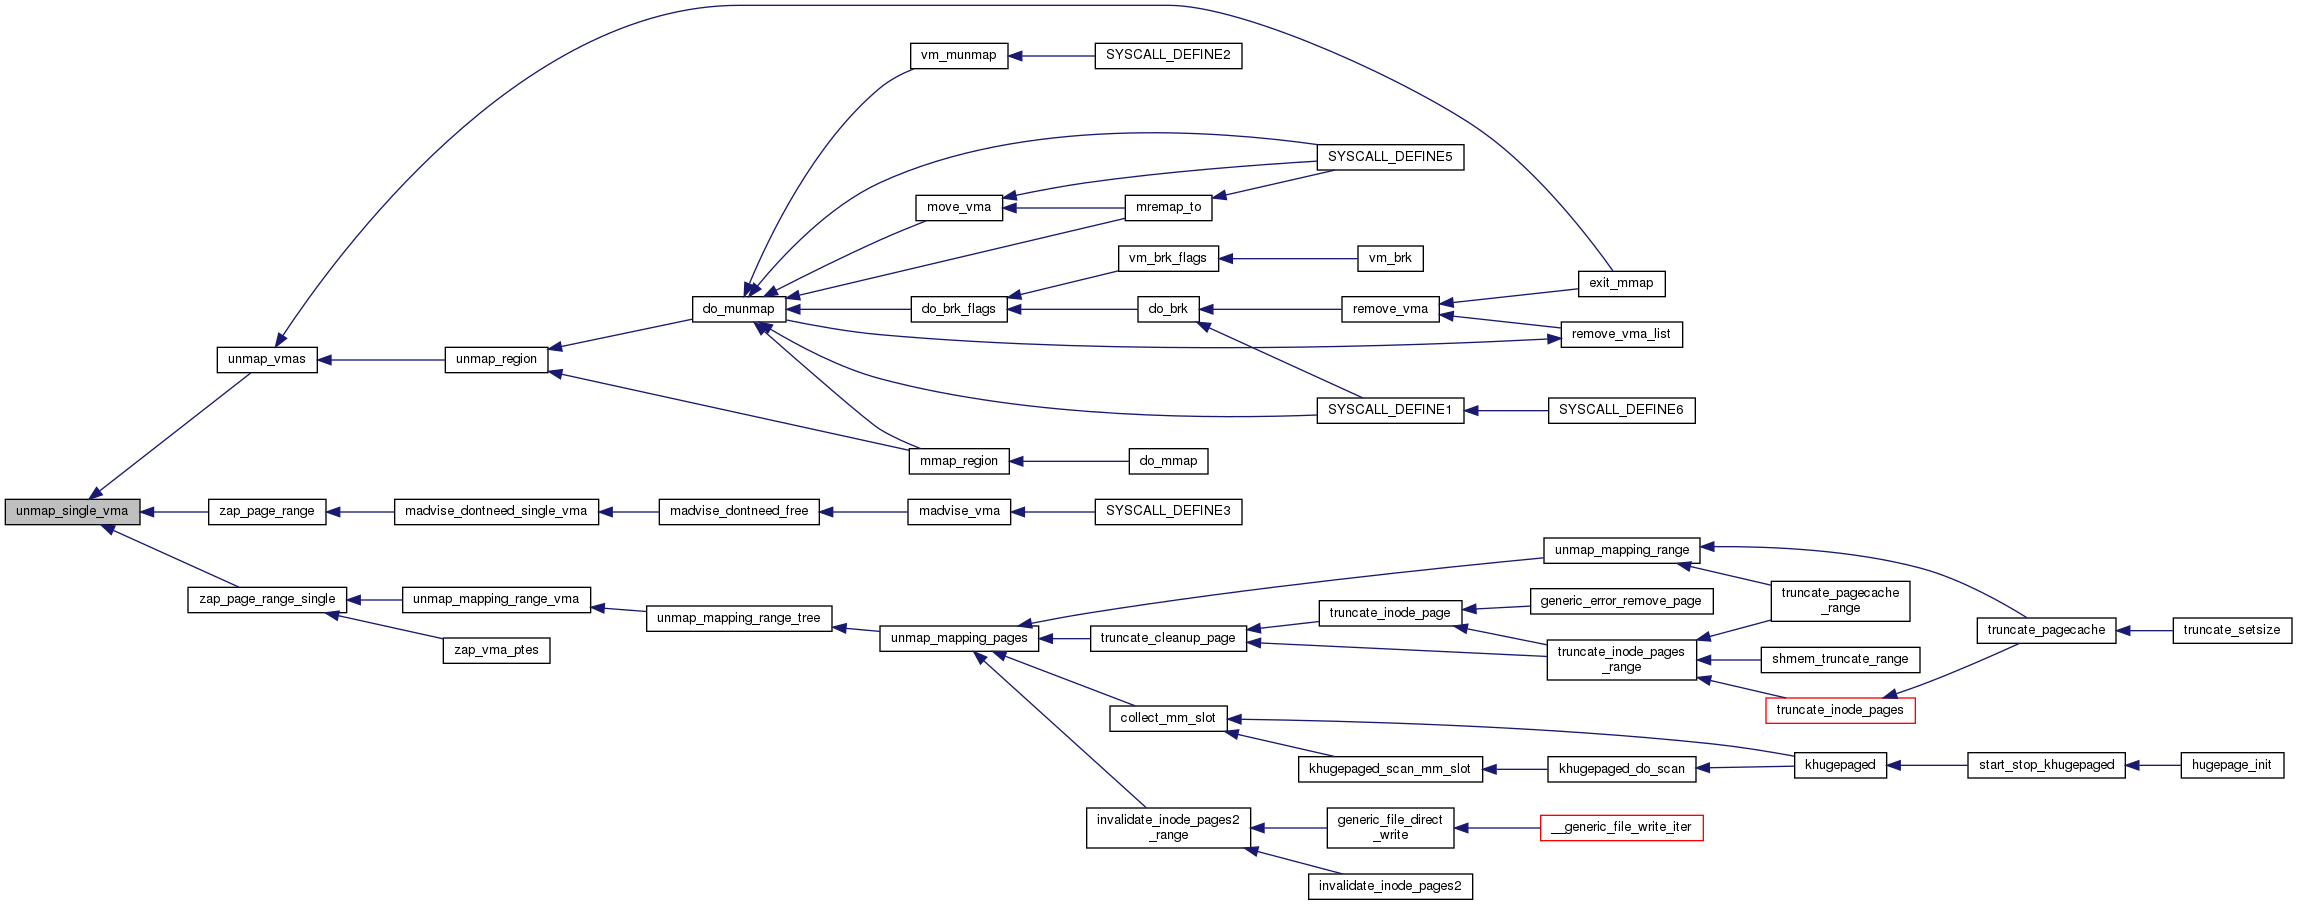 vm_munmap
SYSCALL_DEFINE2
SYSCALL_DEFINE5
move_vma
mremap_to
vm_brk_flags
vm_brk
exit_mmap
do_munmap
do_brk_flags
do_brk
remove_vma
remove_vma_list
unmap_vmas
unmap_region
SYSCALL_DEFINE1
SYSCALL_DEFINE6
mmap_region
do_mmap
unmap_single_vma
zap_page_range
madvise_dontneed_single_vma
madvise_dontneed_free
madvise_vma
SYSCALL_DEFINE3
unmap_mapping_range
zap_page_range_single
unmap_mapping_range_vma
unmap_mapping_range_tree
truncate_inode_page
generic_error_remove_page
truncate_pagecache
_range
unmap_mapping_pages
truncate_cleanup_page
truncate_pagecache
truncate_setsize
zap_vma_ptes
truncate_inode_pages
_range
shmem_truncate_range
collect_mm_slot
truncate_inode_pages
khugepaged_scan_mm_slot
khugepaged_do_scan
khugepaged
start_stop_khugepaged
hugepage_init
invalidate_inode_pages2
_range
generic_file_direct
_write
__generic_file_write_iter
invalidate_inode_pages2